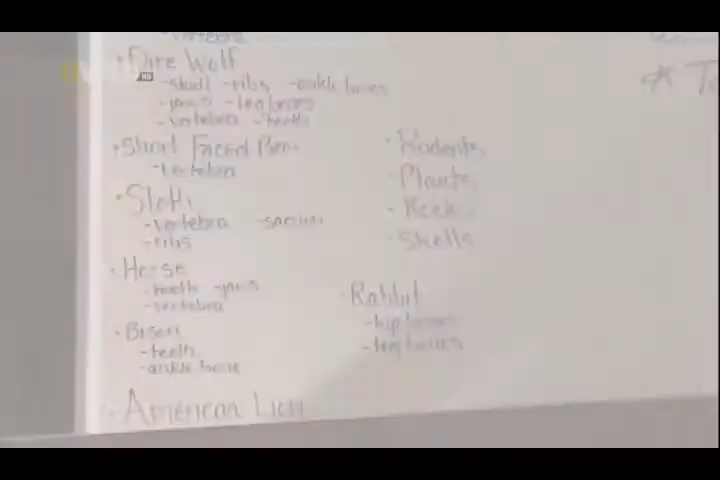 vertebra
• Dire Wolf
-skull -ribs -ankle bones
-jaws -leg bones
-vertebra -teeth
• Short Faced Bear
-vertebra
• Sloth
-vertebra -sacrum
-ribs
• Horse
-teeth -jaws
-vertebra
• Bison
-teeth
-ankle bone
• American Lion
• Rodents
- Plants
- Rock
- Shells
• Rabbit
-hip bones
-leg bones
HD